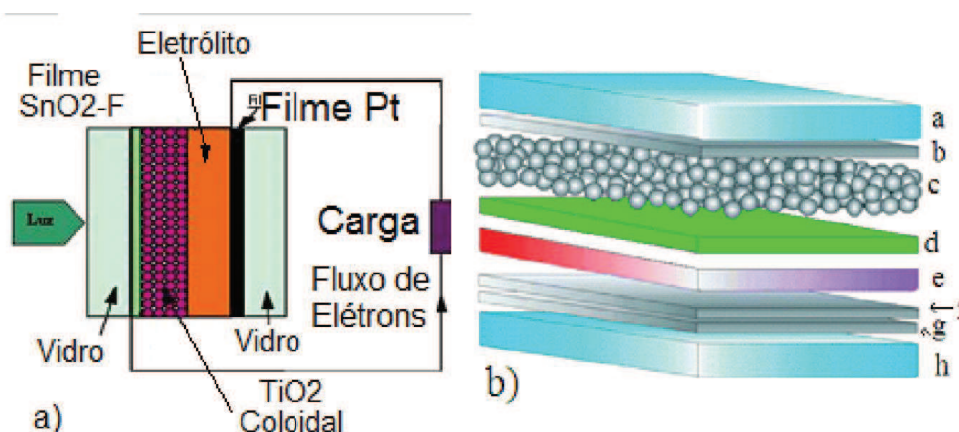 Eletrólito
Filme
SnO2-F
Filme Pt
Luz
Carga
Fluxo de
Elétrons
Vidro
Vidro
TiO2
Coloidal
a)
a
b
c
d
e
g
h
b)